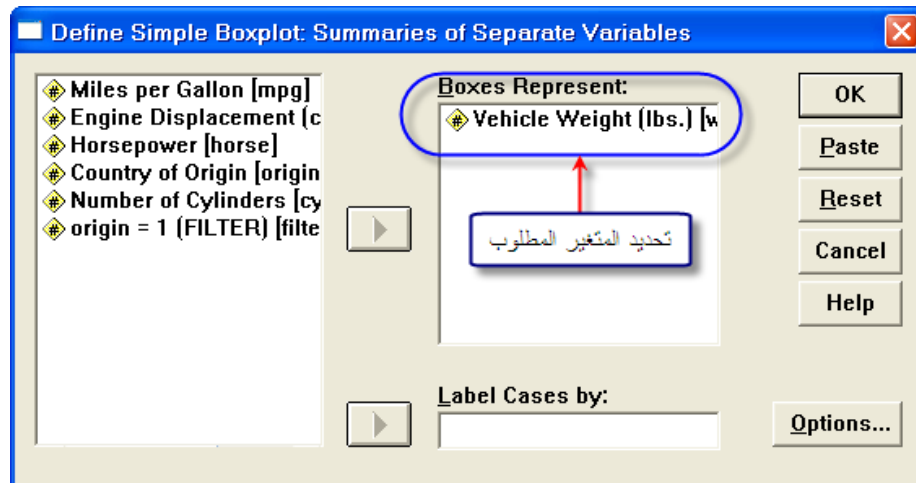 Define Simple Boxplot: Summaries of Separate Variables
Miles per Gallon [mpg]
Engine Displacement (c
Horsepower [horse]
Country of Origin [origin
Number of Cylinders [cy
origin = 1 (FILTER) [filte
Boxes Represent:
Vehicle Weight (lbs.) [w
تحديد المتغير المطلوب
Label Cases by:
OK
Paste
Reset
Cancel
Help
Options...